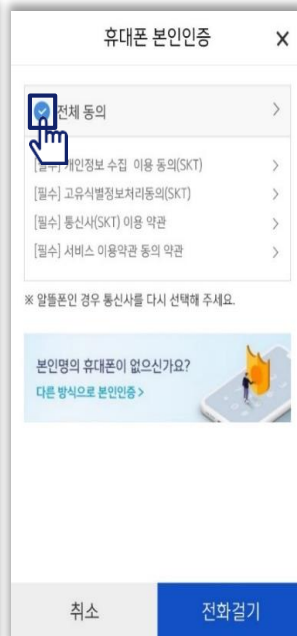 휴대폰 본인인증
전체 동의
[필수] 개인정보 수집 이용 동의(SKT)
[필수] 고유식별정보처리동의(SKT)
[필수] 통신사(SKT) 이용 약관
[필수] 서비스 이용약관 동의 약관
※ 알뜰폰인 경우 통신사를 다시 선택해 주세요.
본인명의 휴대폰이 없으신가요?
다른 방식으로 본인인증 >
취소 전화걸기